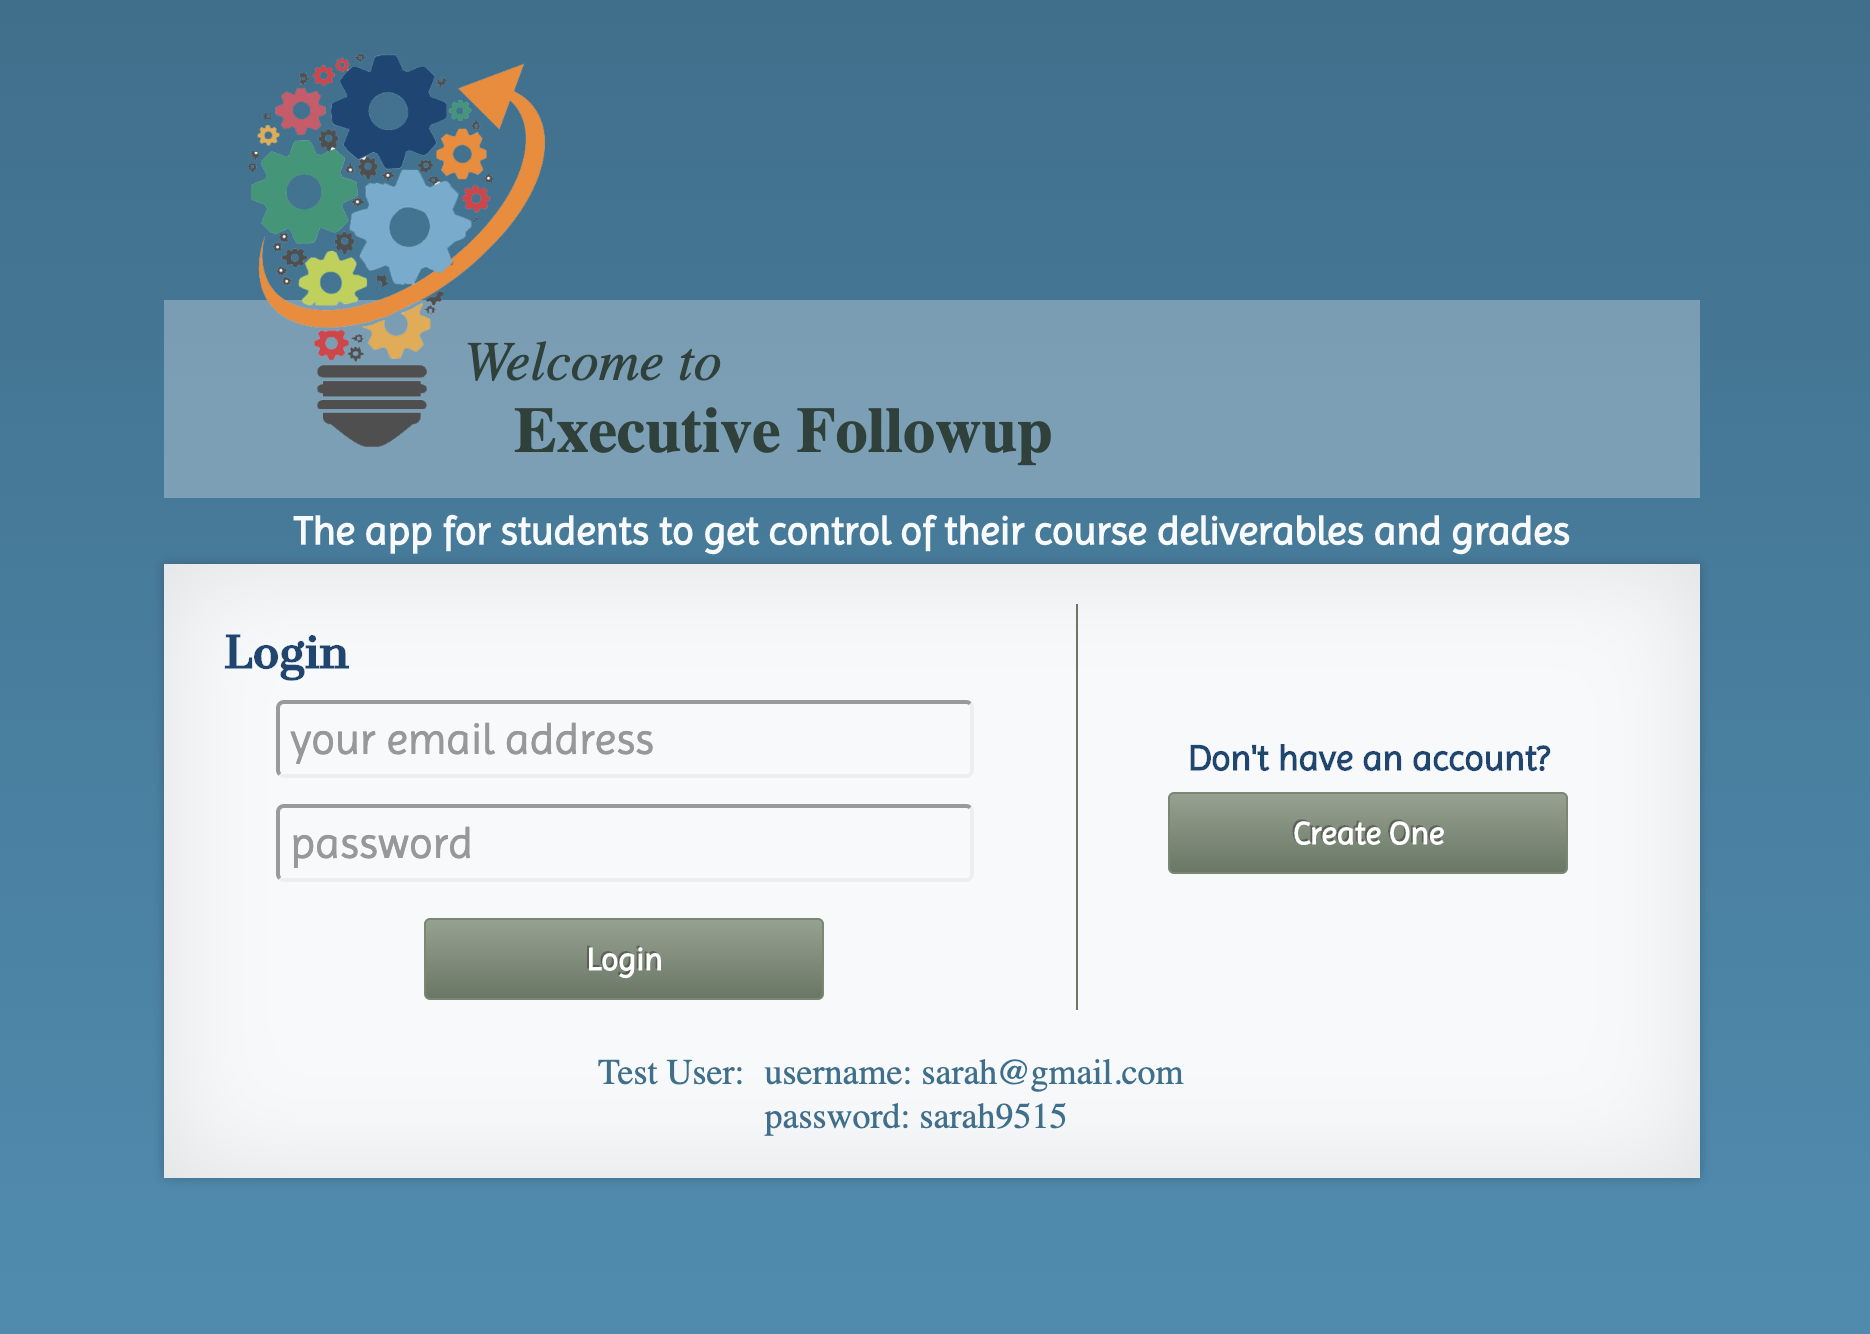 Welcome to
Executive Followup
The app for students to get control of their course deliverables and grades
Login
your email address
password
Login
Don't have an account?
Create One
Test User: username: sarah@gmail.com
password: sarah9515